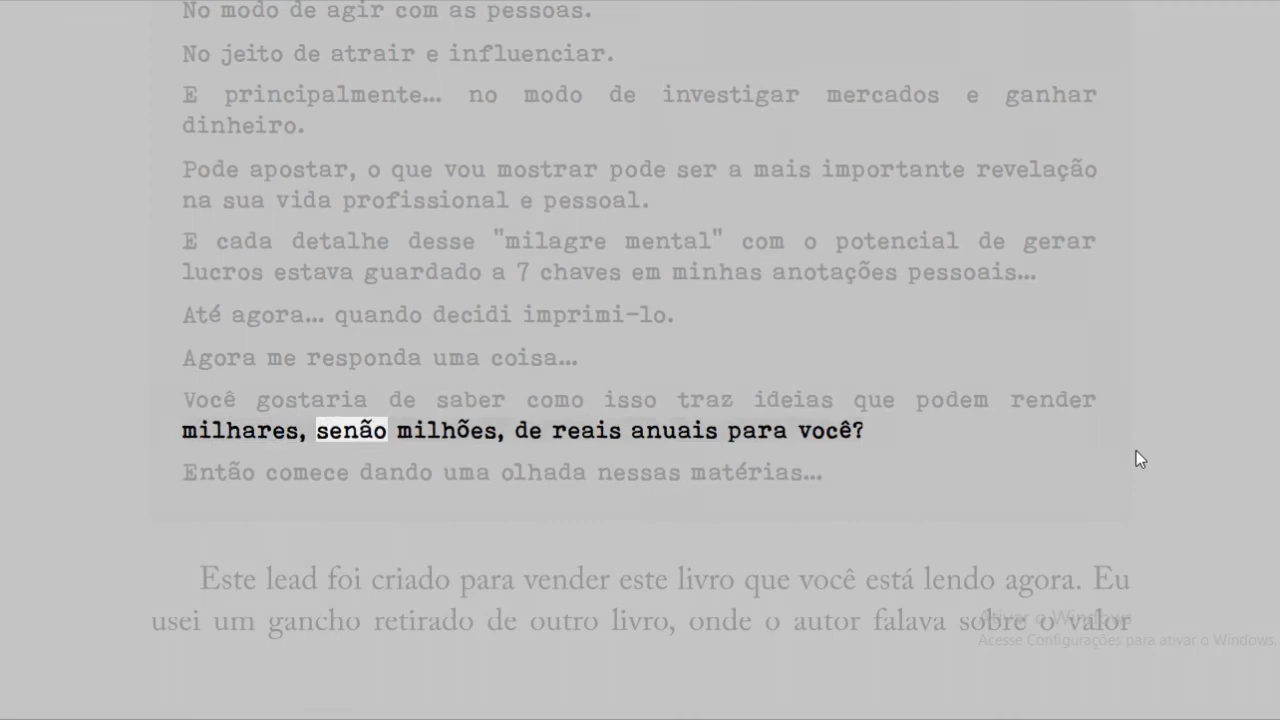 No modo de agir com as pessoas.
No jeito de atrair e influenciar.
E principalmente… no modo de investigar mercados e ganhar
dinheiro.
Pode apostar, o que vou mostrar pode ser a mais importante revelação
na sua vida profissional e pessoal.
E cada detalhe desse "milagre mental" com o potencial de gerar
lucros estava guardado a 7 chaves em minhas anotações pessoais…
Até agora… quando decidi imprimi-lo.
Agora me responda uma coisa…
Você gostaria de saber como isso traz ideias que podem render
milhares, senão milhões, de reais anuais para você?
Então comece dando uma olhada nessas matérias…
Este lead foi criado para vender este livro que você está lendo agora. Eu
usei um gancho retirado de outro livro, onde o autor falava sobre o valor
Ativar o Windows
Acesse Configurações para ativar o Windows.